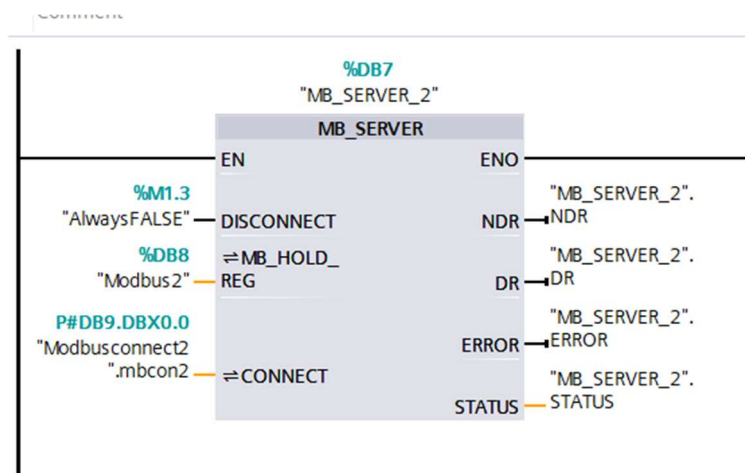 Comment
%DB7
"MB_SERVER_2"
MB_SERVER
EN ENO
%M1.3
"AlwaysFALSE" DISCONNECT
"MB_SERVER_2".
NDR NDR
%DB8
"Modbus2"
⇌MB_HOLD_
REG
"MB_SERVER_2".
DR DR
P#DB9.DBX0.0
"Modbusconnect2
".mbcon2
⇌CONNECT
"MB_SERVER_2".
ERROR ERROR
"MB_SERVER_2".
STATUS STATUS